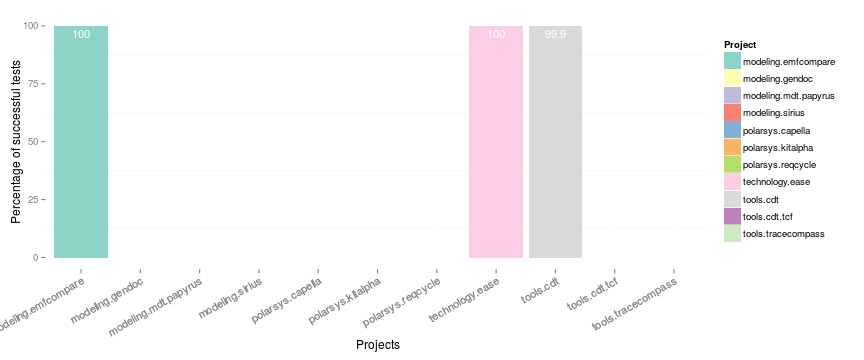 100
75
50
25
0
Percentage of successful tests
100
100
99.9
odeling.emfcompare
modeling.gendoc
modeling.mdt.papyrus
modeling.sirius
polarsys.capella
polarsys.kitalpha
polarsys.reqcycle
technology.ease
tools.cdt
tools.cdt.tcf
tools.tracecompass
Projects
Project
modeling.emfcompare
modeling.gendoc
modeling.mdt.papyrus
modeling.sirius
polarsys.capella
polarsys.kitalpha
polarsys.reqcycle
technology.ease
tools.cdt
tools.cdt.tcf
tools.tracecompass